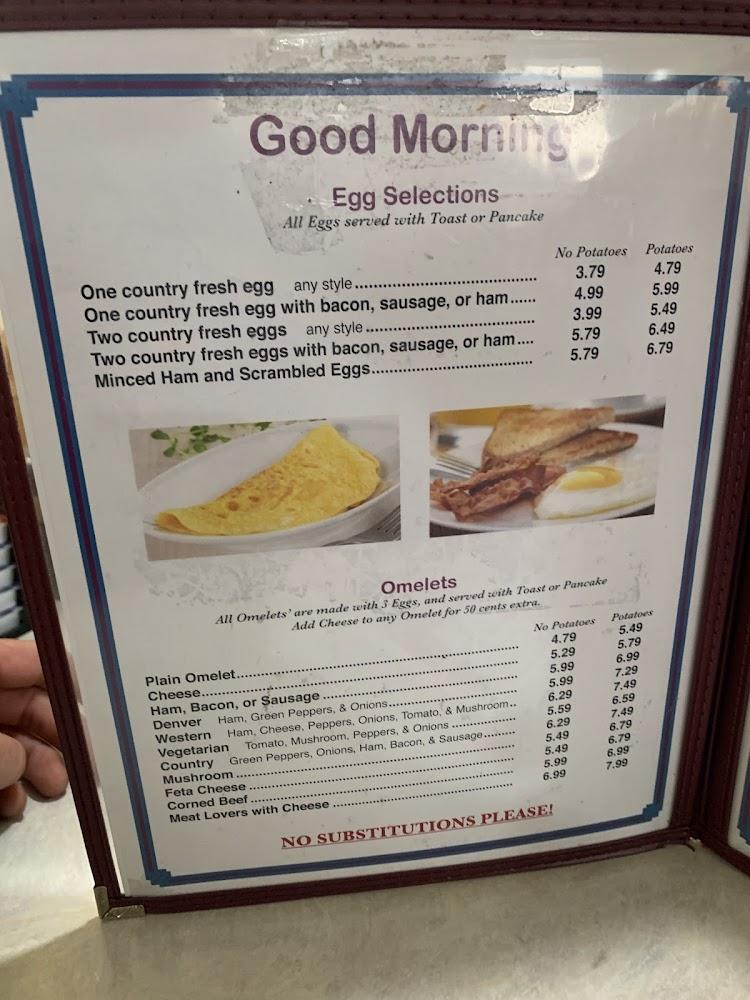 Good Morning
Egg Selections
All Eggs served with Toast or Pancake
No Potatoes Potatoes
One country fresh egg any style 3.79 4.79
One country fresh egg with bacon, sausage, or ham 4.99 5.99
Two country fresh eggs any style 3.99 5.49
Two country fresh eggs with bacon, sausage, or ham 5.79 6.49
Minced Ham and Scrambled Eggs 5.79 6.79
Omelets
All Omelets' are made with 3 Eggs, and served with Toast or Pancake
Add Cheese to any Omelet for 50 cents extra.
No Potatoes Potatoes
Plain Omelet 4.79 5.49
Cheese 5.29 5.79
Ham, Bacon, or Sausage 5.99 6.99
Denver Ham, Green Peppers, & Onions 5.99 7.29
Western Ham, Cheese, Peppers, Onions, Tomato, & Mushroom 6.29 7.49
Vegetarian Tomato, Mushroom, Peppers, & Onions 5.59 6.59
Country Green Peppers, Onions, Ham, Bacon, & Sausage 6.29 7.49
Mushroom 5.49 6.79
Feta Cheese 5.49 6.79
Corned Beef 5.99 6.99
Meat Lovers with Cheese 6.99 7.99
NO SUBSTITUTIONS PLEASE!